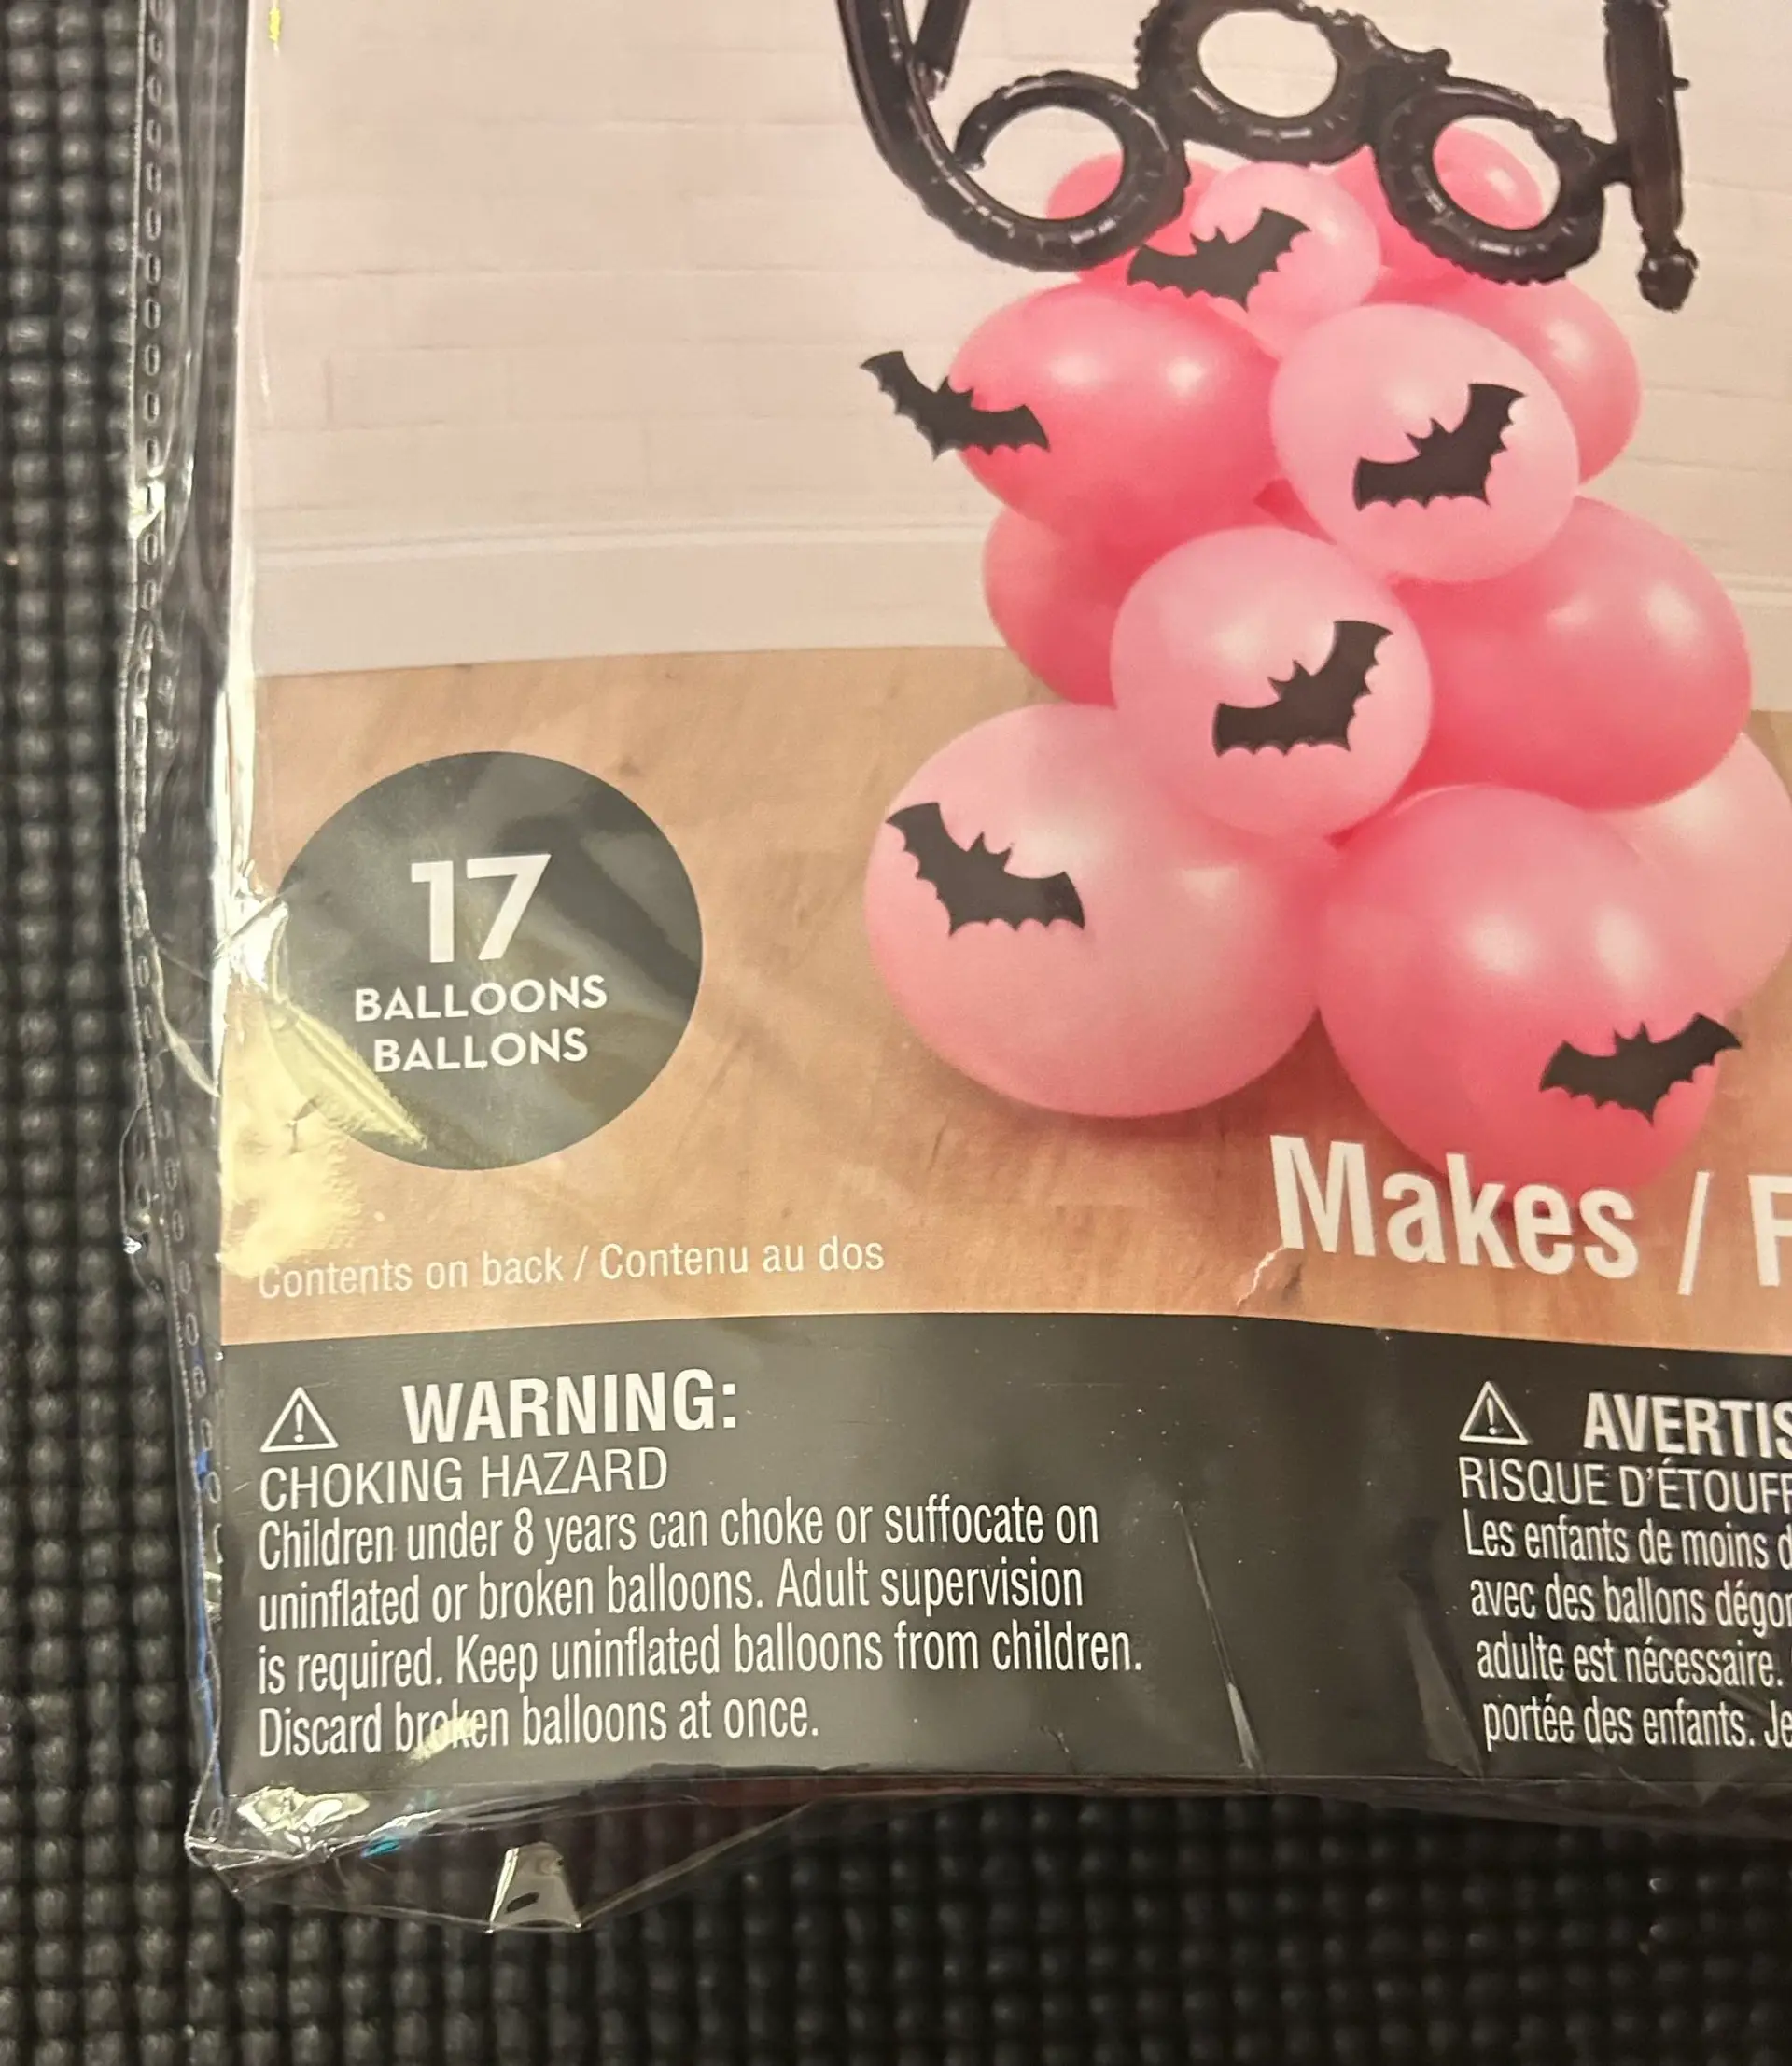 17
BALLOONS
BALLONS
Makes /
Contents on back / Contenu au dos
WARNING:
CHOKING HAZARD
Children under 8 years can choke or suffocate on
uninflated or broken balloons. Adult supervision
is required. Keep uninflated balloons from children.
Discard broken balloons at once.
AVERTIS
RISQUE D'ÉTOUFF
Les enfants de moins d
avec des ballons dégon
adulte est nécessaire.
portée des enfants. Je